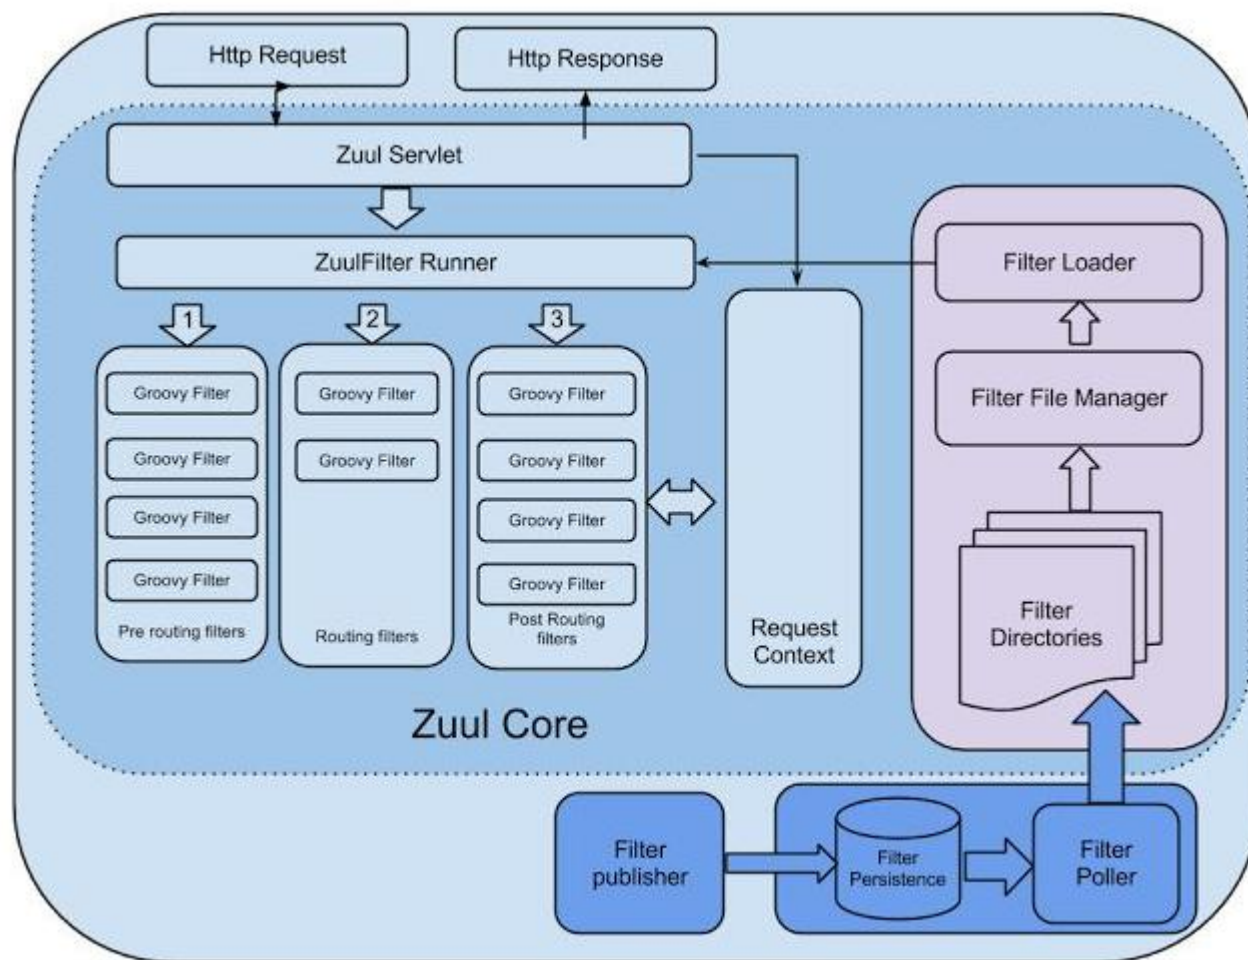 Http Request
Http Response
Zuul Servlet
ZuulFilter Runner
Filter Loader
1
2
3
Groovy Filter
Groovy Filter
Groovy Filter
Groovy Filter
Pre routing filters
Groovy Filter
Groovy Filter
Routing filters
Groovy Filter
Groovy Filter
Groovy Filter
Groovy Filter
Post Routing
filters
Request
Context
Filter File Manager
Filter
Directories
Zuul Core
Filter
publisher
Filter
Persistence
Filter
Poller